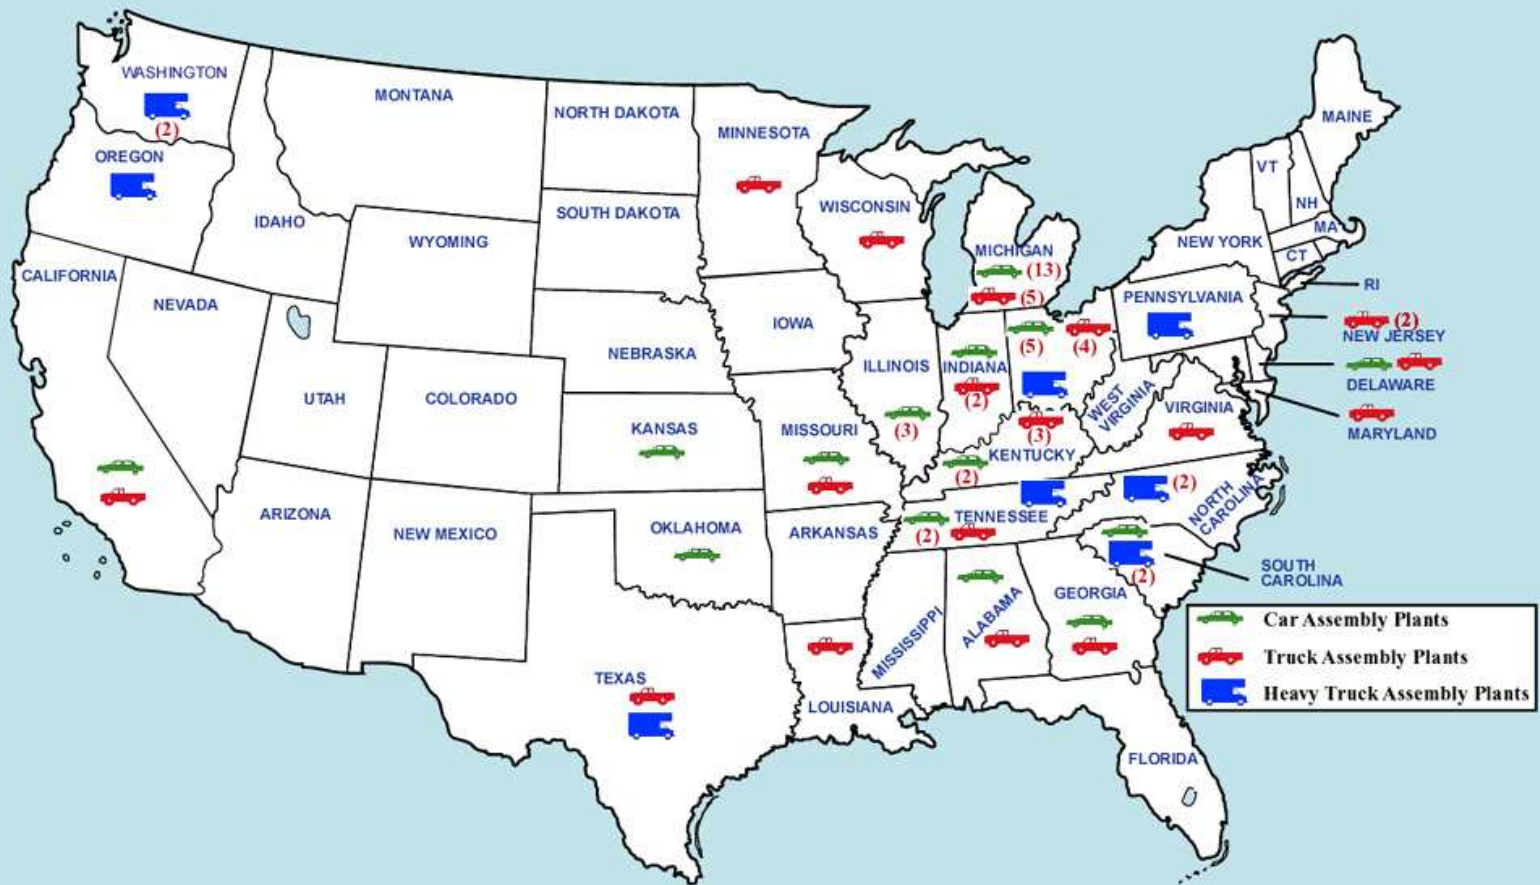 WASHINGTON
(2)
OREGON
MONTANA
NORTH DAKOTA
MINNESOTA
MAINE
VT
NH
MA
CT
RI
NEW YORK
IDAHO
WYOMING
SOUTH DAKOTA
WISCONSIN
MICHIGAN
(13)
(5)
CALIFORNIA
NEVADA
UTAH
COLORADO
NEBRASKA
IOWA
ILLINOIS
(3)
INDIANA
(2)
(5)
(4)
PENNSYLVANIA
(2)
NEW JERSEY
DELAWARE
MARYLAND
WEST
VIRGINIA
VIRGINIA
KANSAS
MISSOURI
(3)
KENTUCKY
(2)
ARIZONA
NEW MEXICO
OKLAHOMA
ARKANSAS
TENNESSEE
(2)
(2)
NORTH
CAROLINA
(2)
SOUTH
CAROLINA
TEXAS
LOUISIANA
MISSISSIPPI
ALABAMA
GEORGIA
FLORIDA
Car Assembly Plants
Truck Assembly Plants
Heavy Truck Assembly Plants